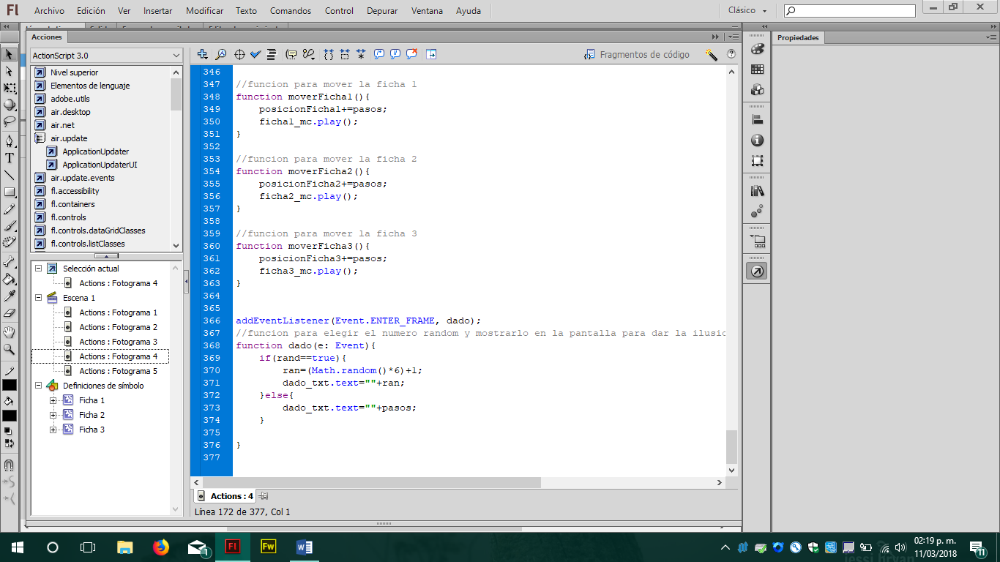 Fl Archivo Edición Ver Insertar Modificar Texto Comandos Control Depurar Ventana Ayuda Clásico
Acciones
Propiedades
ActionScript 3.0
Fragmentos de código
Nivel superior
Elementos de lenguaje
adobe.utils
air.desktop
air.net
air.update
ApplicationUpdater
ApplicationUpdaterUI
air.update.events
fl.accessibility
fl.containers
fl.controls
fl.controls.dataGridClasses
fl.controls.listClasses
Selección actual
Actions : Fotograma 4
Escena 1
Actions : Fotograma 1
Actions : Fotograma 2
Actions : Fotograma 3
Actions : Fotograma 4
Actions : Fotograma 5
Definiciones de símbolo
Ficha 1
Ficha 2
Ficha 3
346
347 //funcion para mover la ficha 1
348 function moverFicha1(){
349 posicionFicha1+=pasos;
350 ficha1_mc.play();
351 }
352
353 //funcion para mover la ficha 2
354 function moverFicha2(){
355 posicionFicha2+=pasos;
356 ficha2_mc.play();
357 }
358
359 //funcion para mover la ficha 3
360 function moverFicha3(){
361 posicionFicha3+=pasos;
362 ficha3_mc.play();
363 }
364
365
366 addEventListener(Event.ENTER_FRAME, dado);
367 //funcion para elegir el numero random y mostrarlo en la pantalla para dar la ilusi
368 function dado(e: Event){
369 if(rand==true){
370 ran=(Math.random()*6)+1;
371 dado_txt.text=""+ran;
372 }else{
373 dado_txt.text=""+pasos;
374 }
375
376 }
377
Actions : 4
Línea 172 de 377, Col 1
1 Fl Fw W
02:19 p. m.
11/03/2018
11